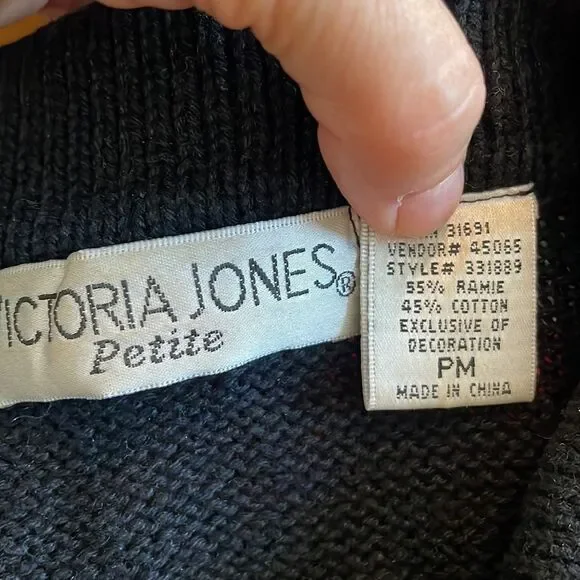 VICTORIA JONES®
Petite
31691
VENDOR# 45065
STYLE# 331889
55% RAMIE
45% COTTON
EXCLUSIVE OF
DECORATION
PM
MADE IN CHINA